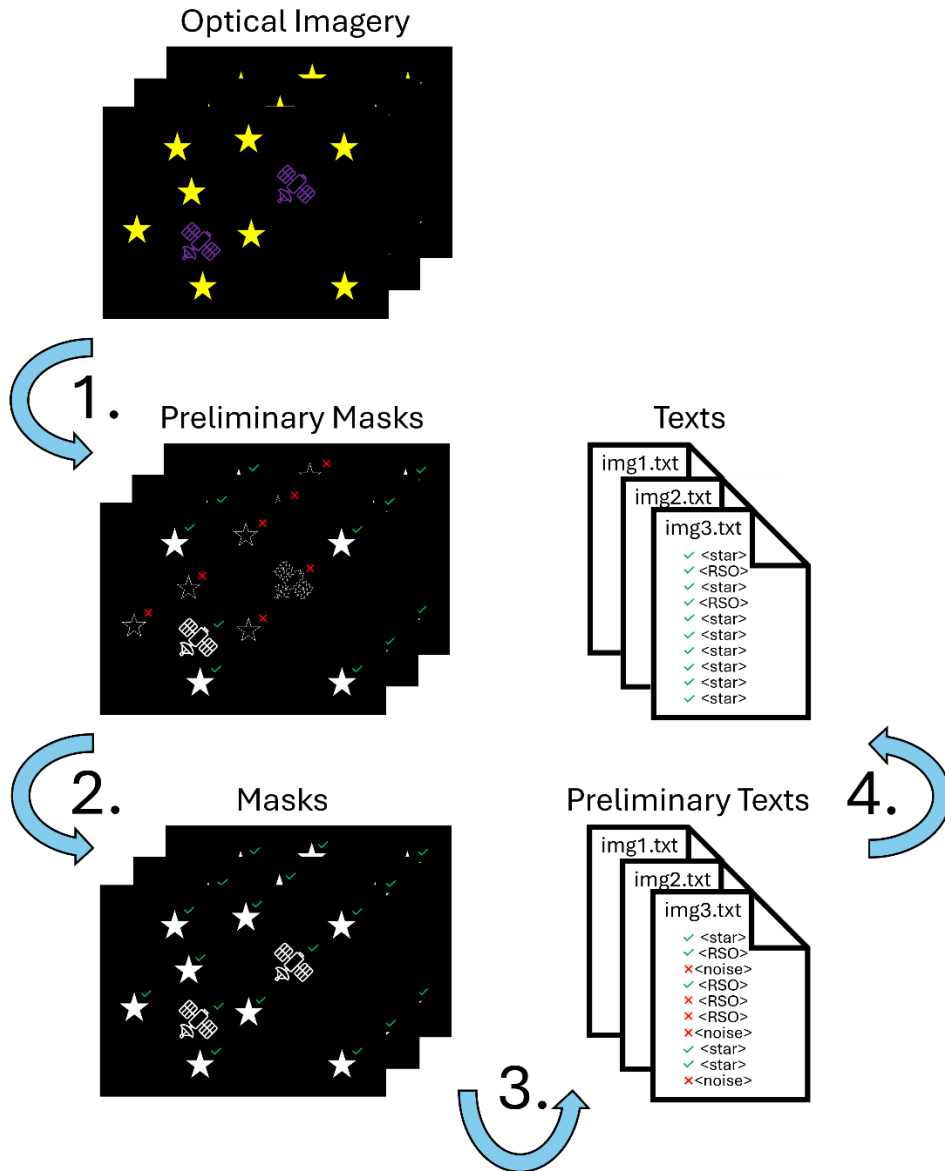 Optical Imagery
1.
Preliminary Masks
Texts
img1.txt
img2.txt
img3.txt
✓ <star>
✓ <RSO>
✓ <star>
✓ <RSO>
✓ <star>
✓ <star>
✓ <star>
✓ <star>
✓ <star>
✓ <star>
2.
Masks
Preliminary Texts
4.
img1.txt
img2.txt
img3.txt
✓ <star>
✓ <RSO>
×<noise>
✓ <RSO>
× <RSO>
× <RSO>
×<noise>
✓ <star>
✓ <star>
×<noise>
3.